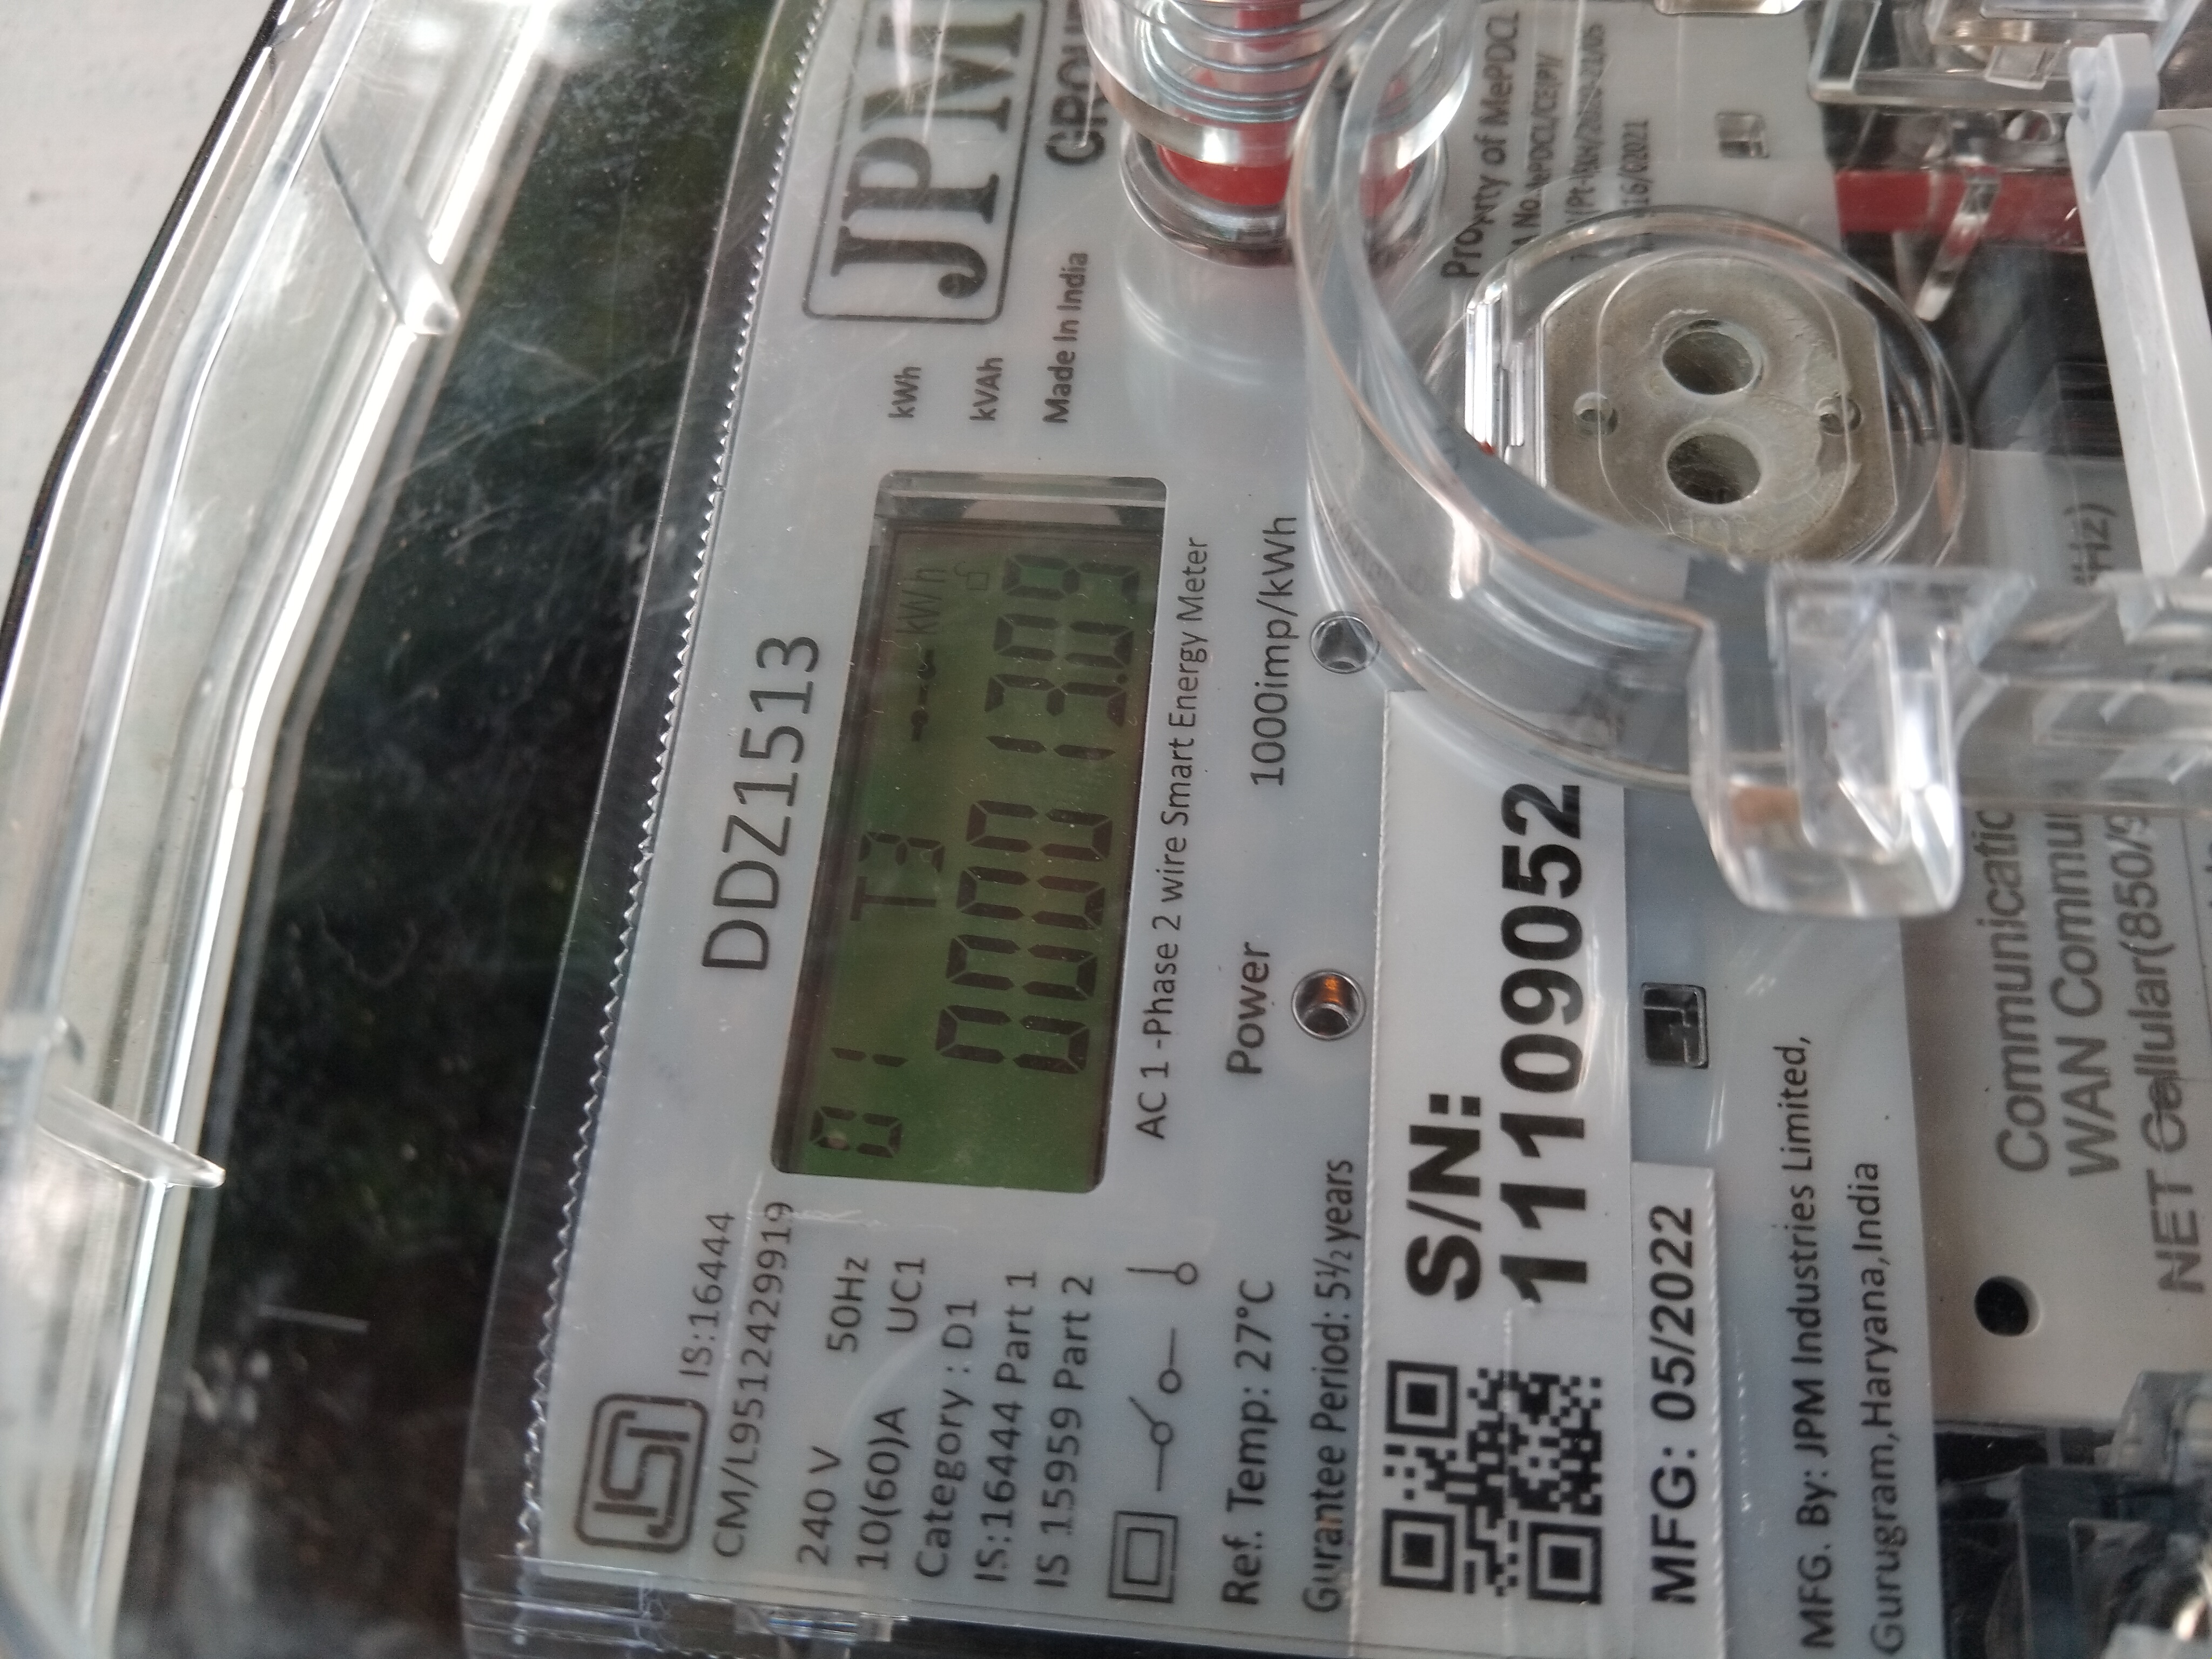 DDZ1513
IS:16444
CM/L9512429919
240 V 50Hz
10(60)A UC1
Category : D1
IS:16444 Part 1
IS 15959 Part 2
01 T3 kWh
kWh
kVAh
JPM
GROUP
Made In India
AC 1 -Phase 2 wire Smart Energy Meter
Ref. Temp: 27°C Power 1000imp/kWh
Gurantee Period: 5½ years
S/N:
11109052
MFG: 05/2022
Property of MePDCL
MFG. By: JPM Industries Limited,
Gurugram,Haryana,India
WAN
NET Cellular(850/9